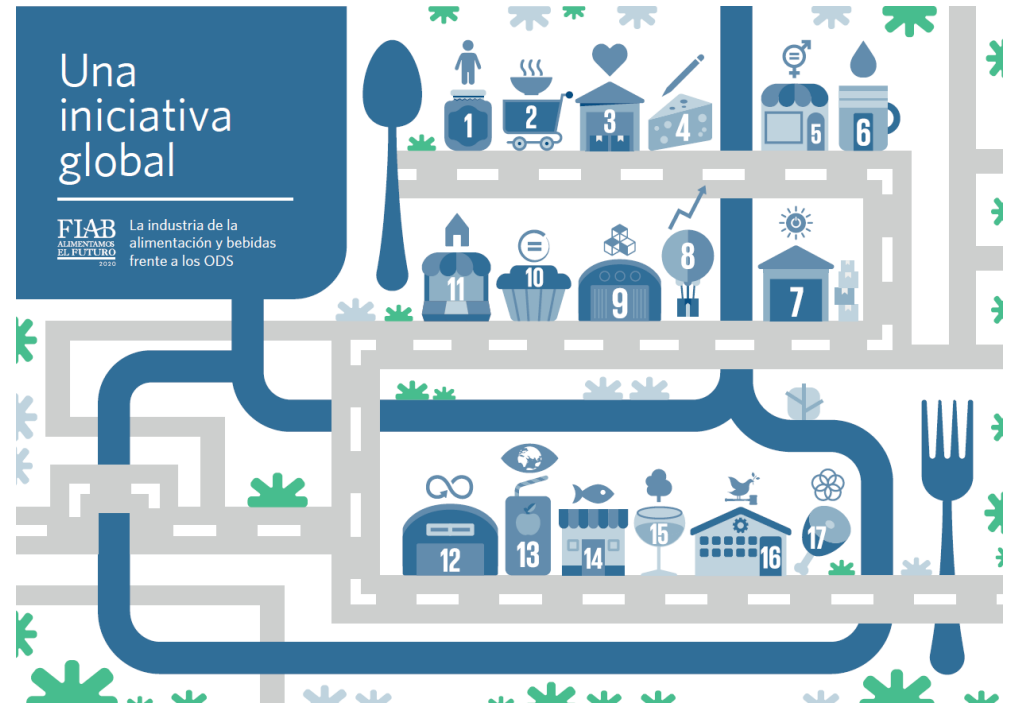 Una
iniciativa
global
FIAB
ALIMENTAMOS
EL FUTURO
2020
La industria de la
alimentación y bebidas
frente a los ODS
1
2
3
4
5
6
11
10
9
8
7
12
13
14
15
16
17